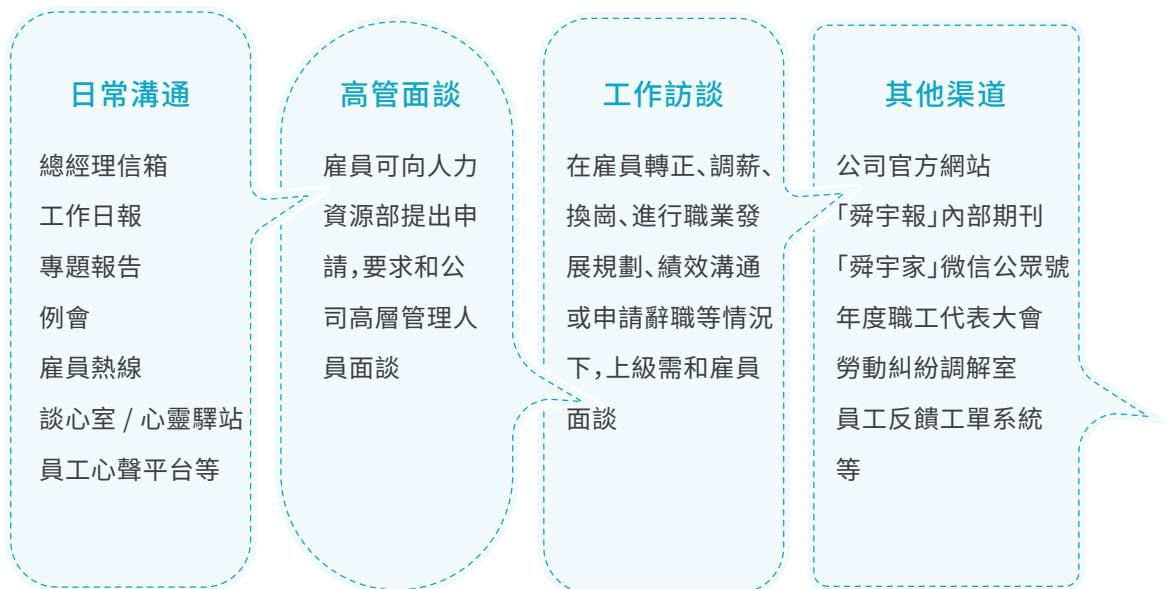 日常溝通
總經理信箱
工作日報
專題報告
例會
雇員熱線
談心室 / 心靈驛站
員工心聲平台等
高管面談
雇員可向人力
資源部提出申
請，要求和公
司高層管理人
員面談
工作訪談
在雇員轉正、調薪、
換崗、進行職業發
展規劃、績效溝通
或申請辭職等情況
下，上級需和雇員
面談
其他渠道
公司官方網站
「舜宇報」內部期刊
「舜宇家」微信公眾號
年度職工代表大會
勞動糾紛調解室
員工反饋工單系統
等